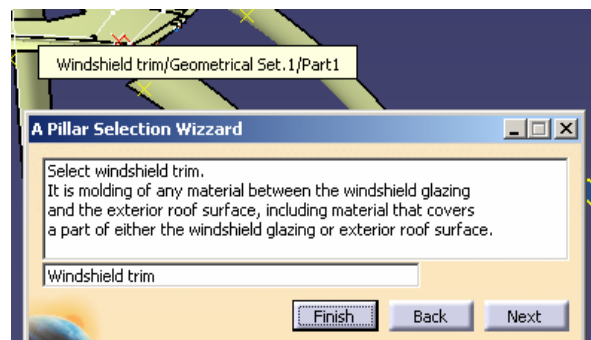 Windshield trim/Geometrical Set.1/Part1
A Pillar Selection Wizzard
Select windshield trim.
It is molding of any material between the windshield glazing
and the exterior roof surface, including material that covers
a part of either the windshield glazing or exterior roof surface.
Windshield trim
Finish Back Next